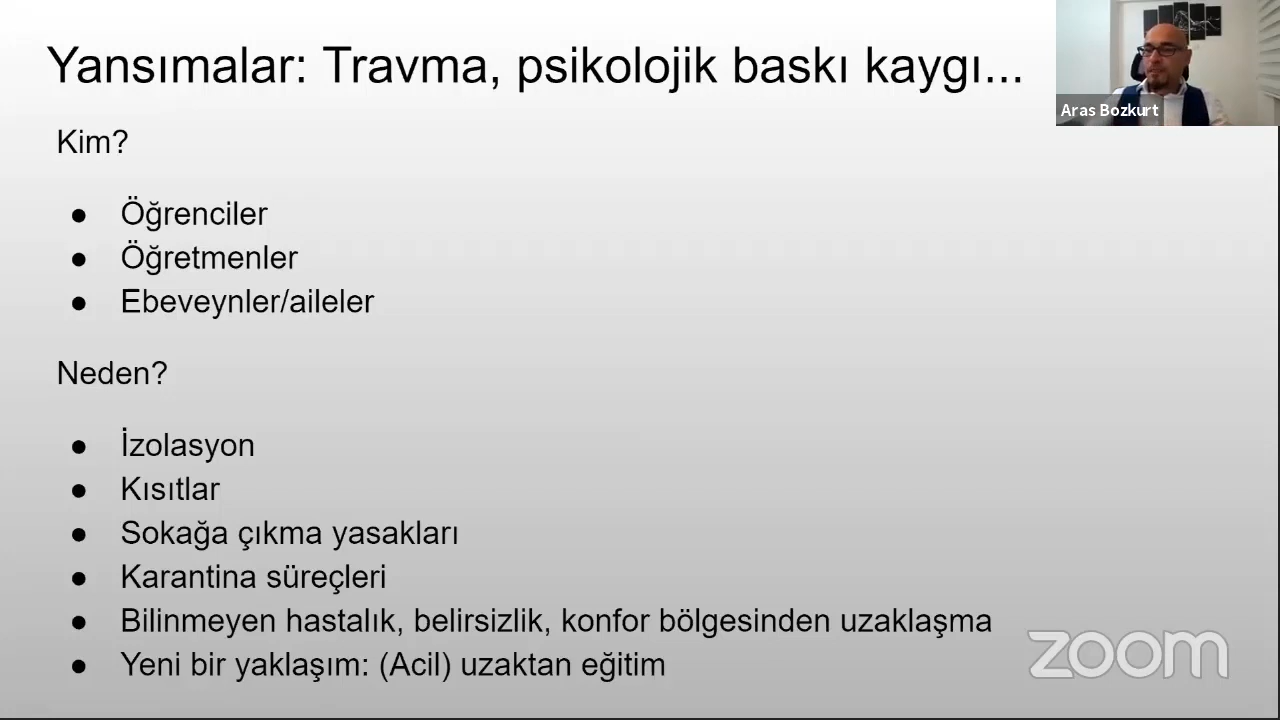 Yansımalar: Travma, psikolojik baskı kaygı...
Aras Bozkurt
Kim?
● Öğrenciler
● Öğretmenler
● Ebeveynler/aileler
Neden?
● İzolasyon
● Kısıtlar
● Sokağa çıkma yasakları
● Karantina süreçleri
● Bilinmeyen hastalık, belirsizlik, konfor bölgesinden uzaklaşma
● Yeni bir yaklaşım: (Acil) uzaktan eğitim
zoom